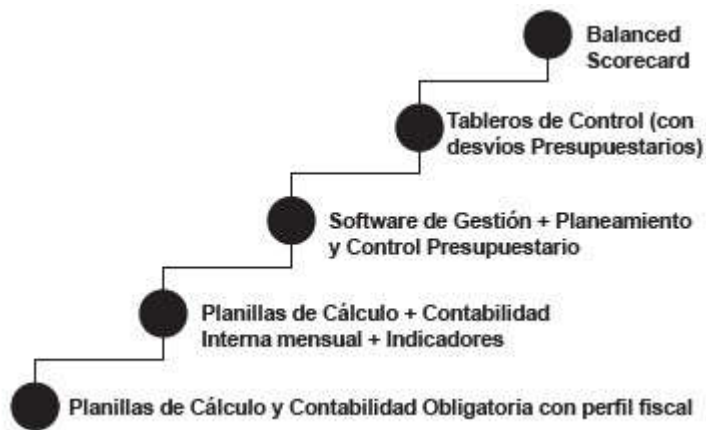 Balanced
Scorecard
Tableros de Control (con
desvíos Presupuestarios)
Software de Gestión + Planeamiento
y Control Presupuestario
Planillas de Cálculo + Contabilidad
Interna mensual + Indicadores
Planillas de Cálculo y Contabilidad Obligatoria con perfil fiscal